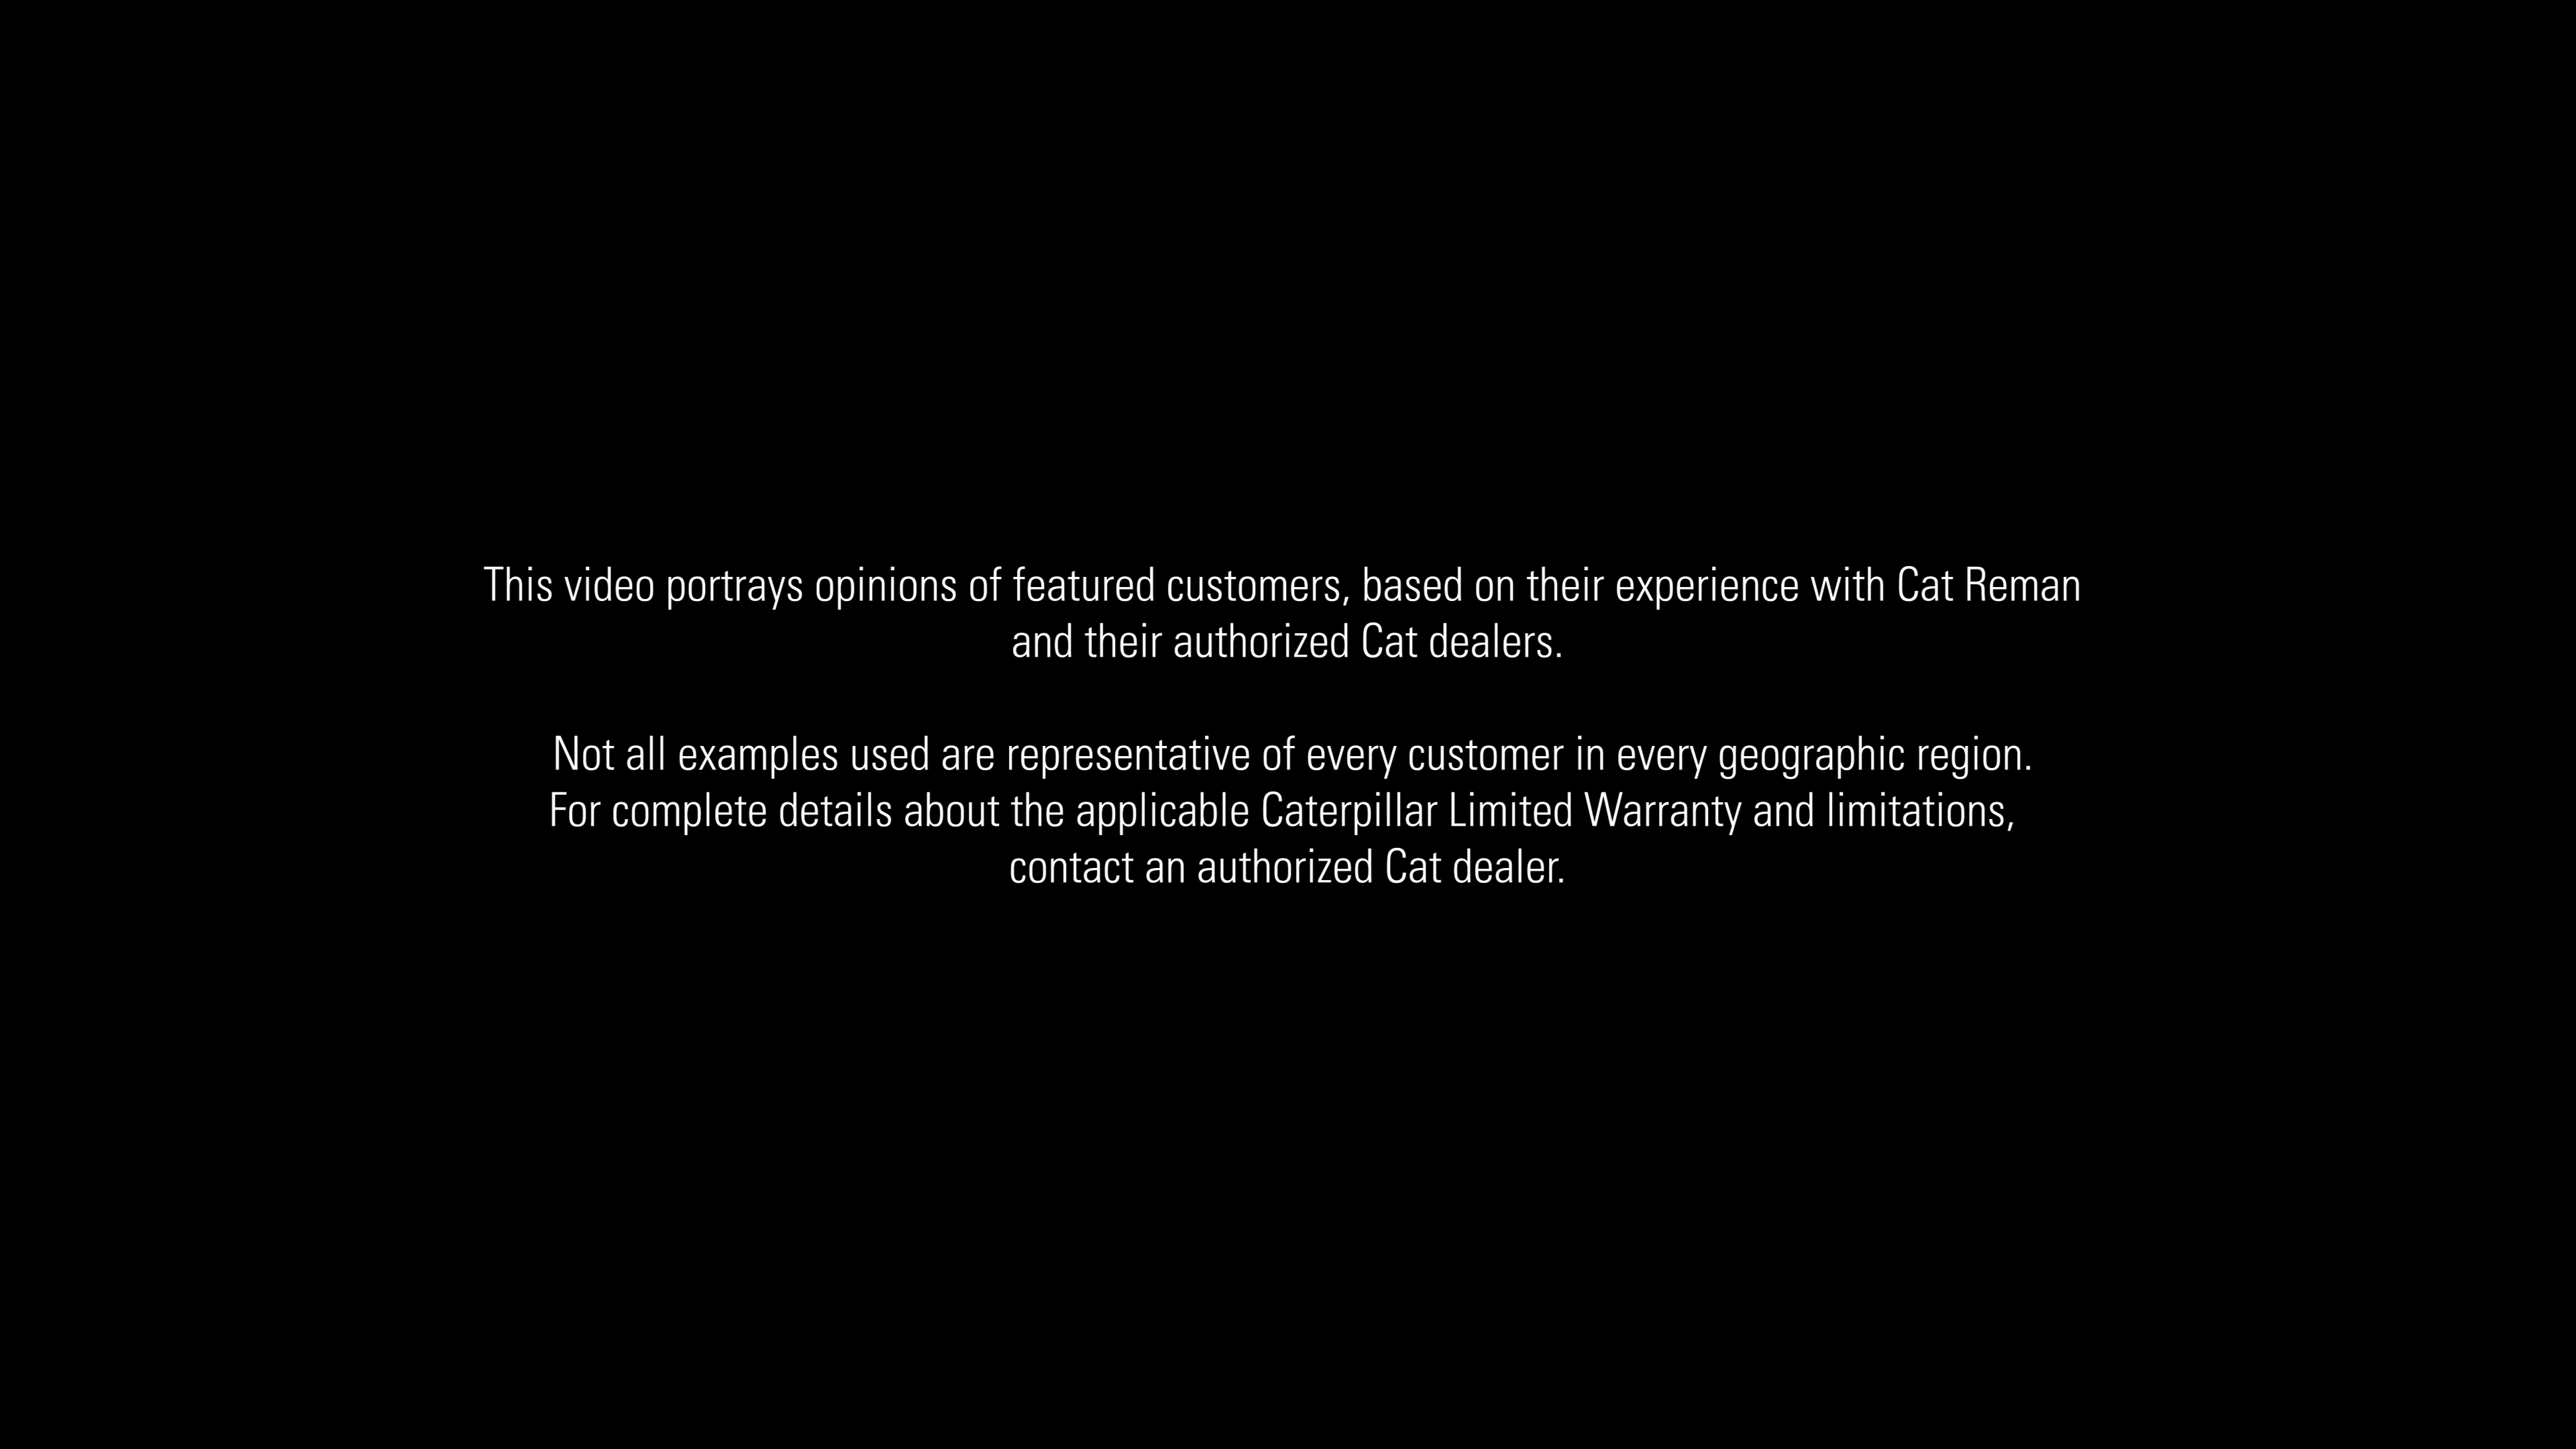 This video portrays opinions of featured customers, based on their experience with Cat Reman
and their authorized Cat dealers.
Not all examples used are representative of every customer in every geographic region.
For complete details about the applicable Caterpillar Limited Warranty and limitations,
contact an authorized Cat dealer.